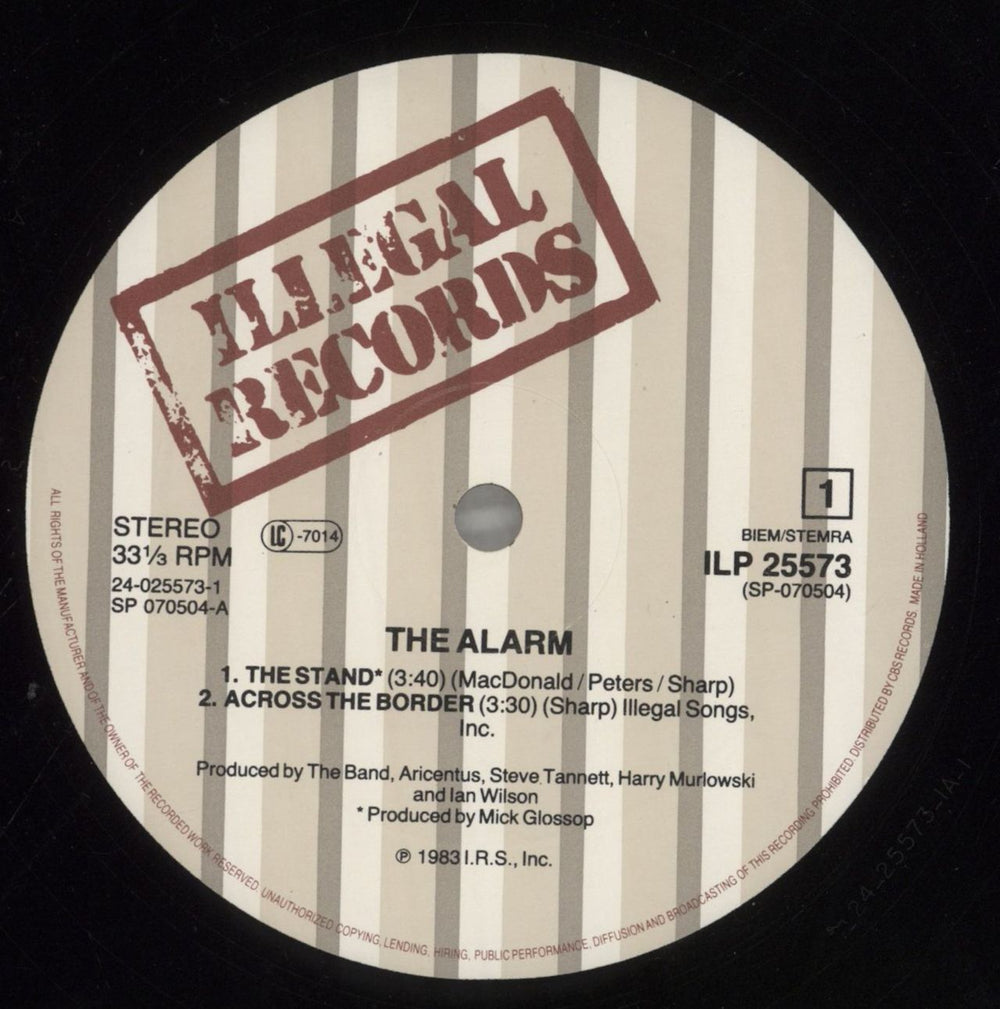 ILLEGAL
RECORDS
STEREO
33⅓ RPM
LC -7014
24-025573-1
SP 070504-A
1
BIEM/STEMRA
ILP 25573
(SP-070504)
THE ALARM
1. THE STAND* (3:40) (MacDonald / Peters / Sharp)
2. ACROSS THE BORDER (3:30) (Sharp) Illegal Songs,
Inc.
Produced by The Band, Aricentus, Steve Tannett, Harry Murlowski
and Ian Wilson
* Produced by Mick Glossop
℗ 1983 I.R.S., Inc.
ALL RIGHTS OF THE MANUFACTURER AND OF THE OWNER OF THE RECORDED WORK RESERVED. UNAUTHORIZED COPYING, LENDING, HIRING, PUBLIC PERFORMANCE, DIFFUSION AND BROADCASTING OF THIS RECORDING PROHIBITED. DISTRIBUTED BY CBS RECORDS. MADE IN HOLLAND
24-25573-1A-1